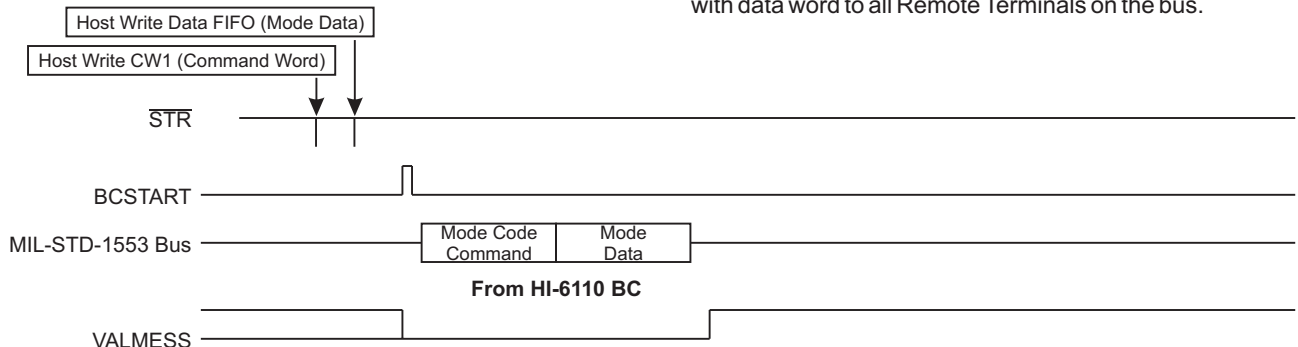 with data word to all Remote Terminals on the bus.
Host Write Data FIFO (Mode Data)
Host Write CW1 (Command Word)
STR
BCSTART
MIL-STD-1553 Bus
Mode Code
Command
Mode
Data
From HI-6110 BC
VALMESS